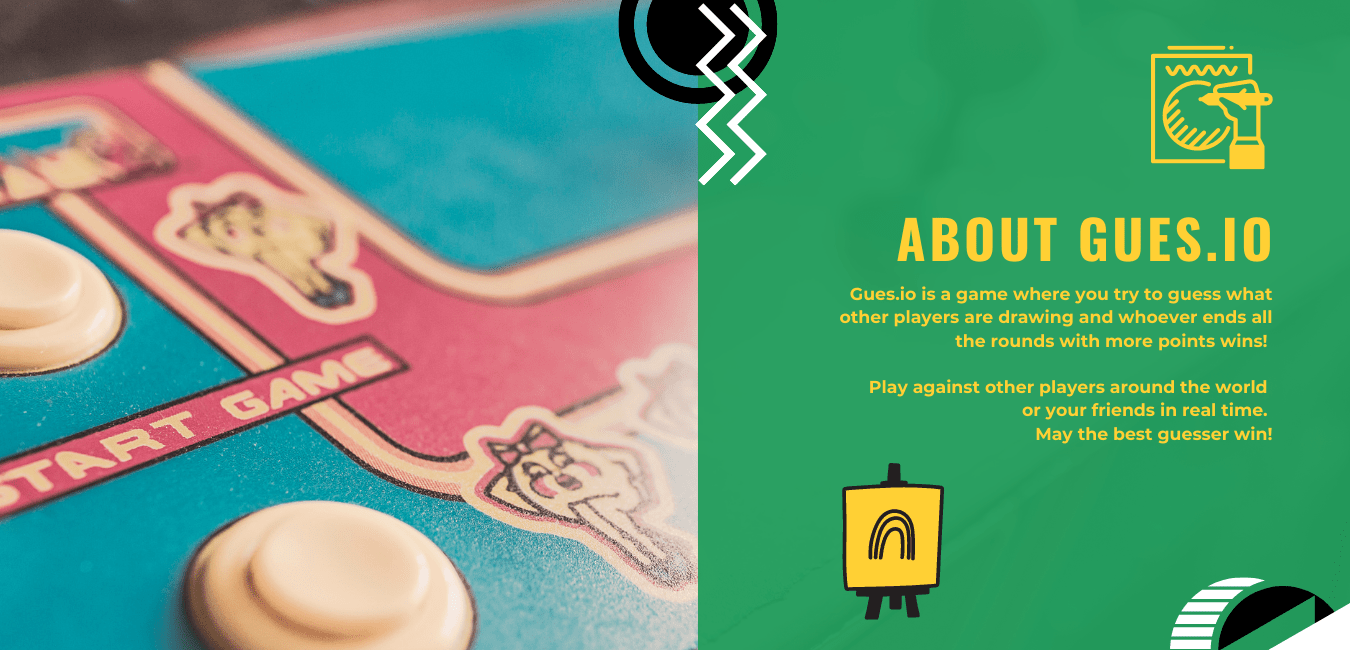 START GAME
ABOUT GUES.IO
Gues.io is a game where you try to guess what
other players are drawing and whoever ends all
the rounds with more points wins!
Play against other players around the world
or your friends in real time.
May the best guesser win!